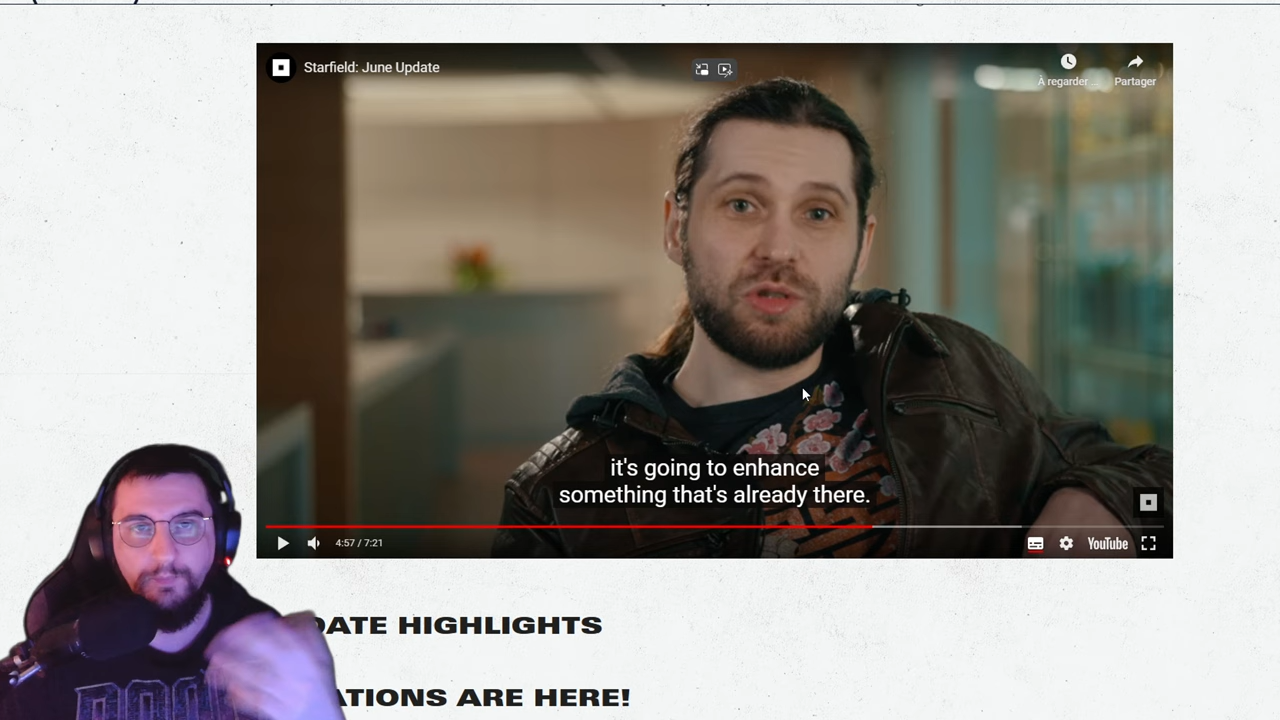 Starfield: June Update
À regarder ...
Partager
it's going to enhance
something that's already there.
4:57 / 7:21
YouTube
DATE HIGHLIGHTS
ATIONS ARE HERE!